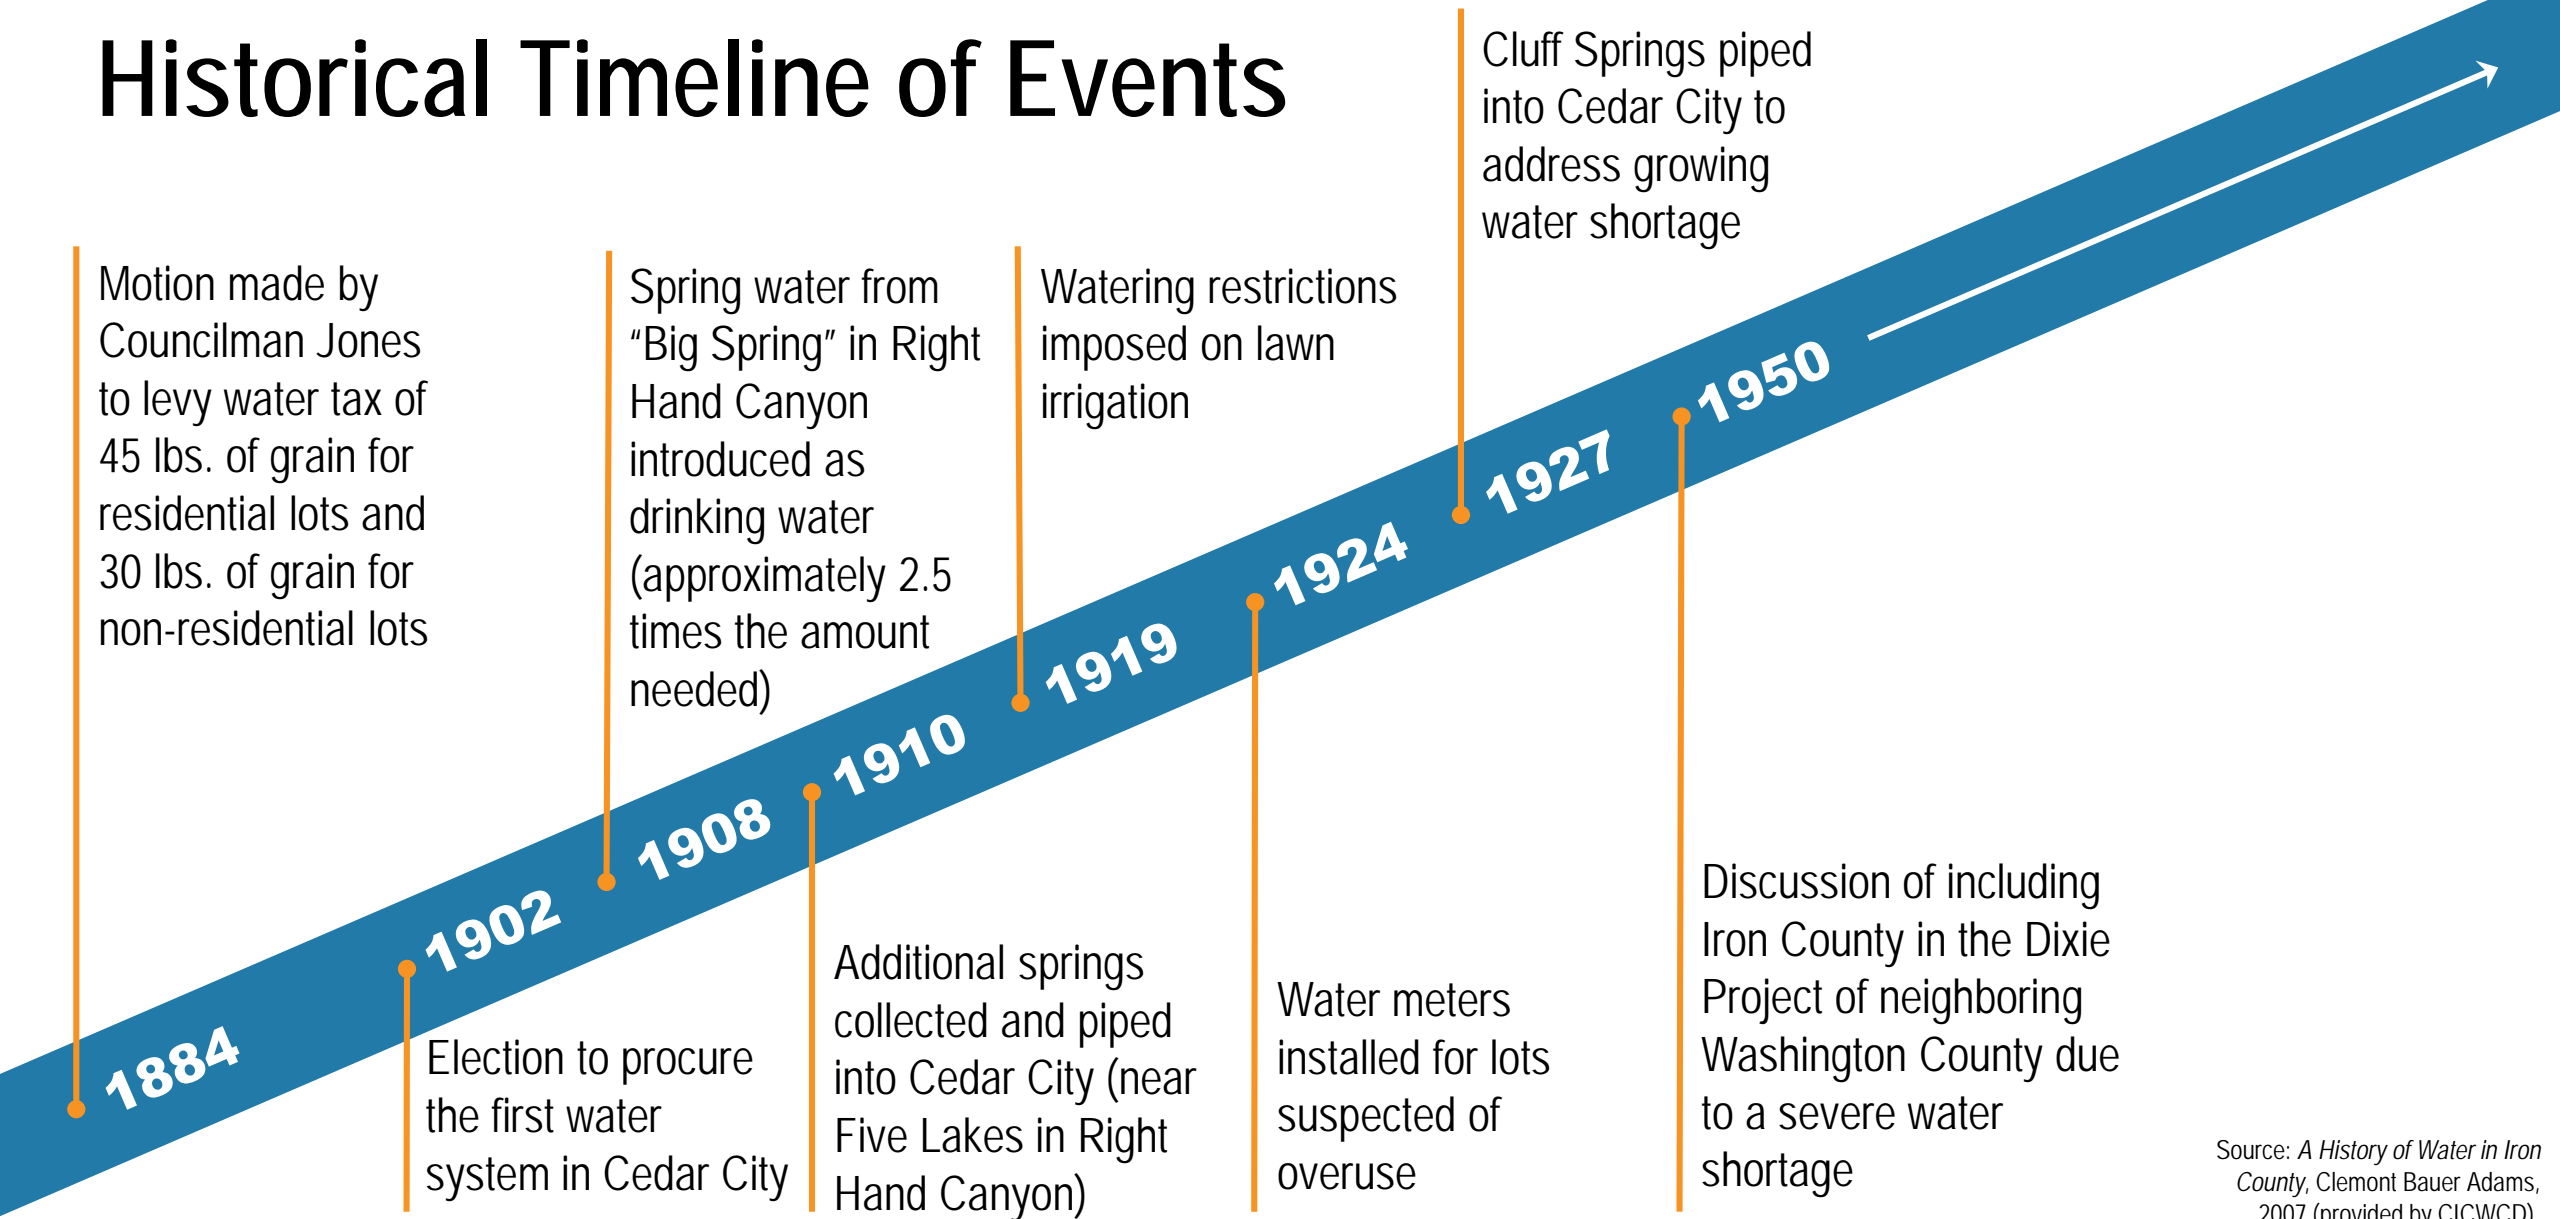 Historical Timeline of Events
Motion made by
Councilman Jones
to levy water tax of
45 lbs. of grain for
residential lots and
30 lbs. of grain for
non-residential lots
1884
1902
Election to procure
the first water
system in Cedar City
Spring water from
“Big Spring” in Right
Hand Canyon
introduced as
drinking water
(approximately 2.5
times the amount
needed)
1908
1910
Additional springs
collected and piped
into Cedar City (near
Five Lakes in Right
Hand Canyon)
Watering restrictions
imposed on lawn
irrigation
1919
1924
Water meters
installed for lots
suspected of
overuse
Cluff Springs piped
into Cedar City to
address growing
water shortage
1927
1950
Discussion of including
Iron County in the Dixie
Project of neighboring
Washington County due
to a severe water
shortage
Source: A History of Water in Iron
County, Clemont Bauer Adams,
2007 (provided by CICWCD)